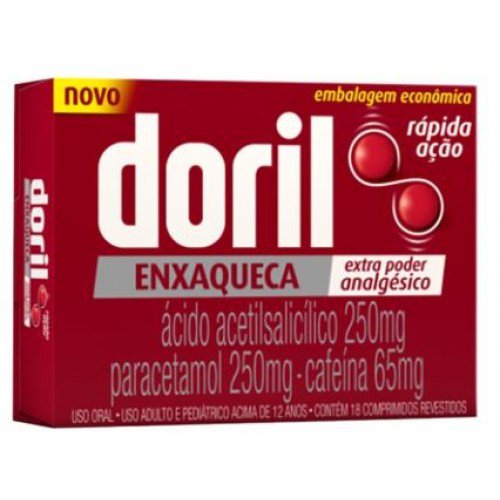 novo
embalagem econômica
doril
rápida
ação
ENXAQUECA
extra poder
analgésico
ácido acetilsalicílico 250mg
paracetamol 250mg - cafeína 65mg
USO ORAL • USO ADULTO E PEDIÁTRICO ACIMA DE 12 ANOS • CONTÉM 18 COMPRIMIDOS REVESTIDOS
doril